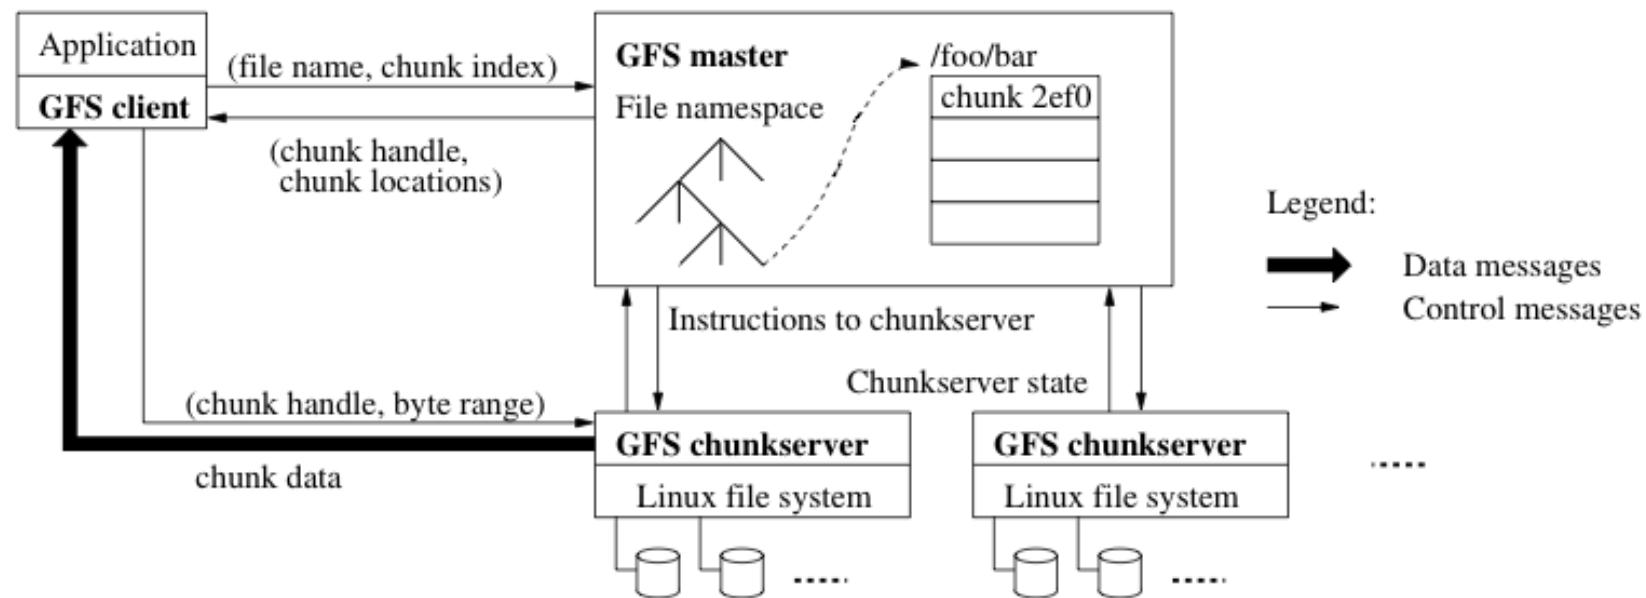 Application
GFS client
(file name, chunk index)
(chunk handle,
chunk locations)
GFS master
File namespace
/foo/bar
chunk 2ef0
Legend:
Data messages
Control messages
Instructions to chunkserver
Chunkserver state
(chunk handle, byte range)
chunk data
GFS chunkserver
Linux file system
GFS chunkserver
Linux file system